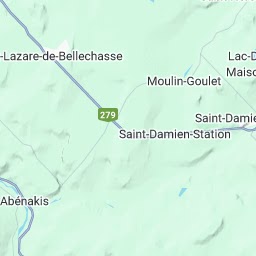 -Lazare-de-Bellechasse
Lac-D
Maiso
Moulin-Goulet
279
Saint-Damie
Saint-Damien-Station
Abénakis